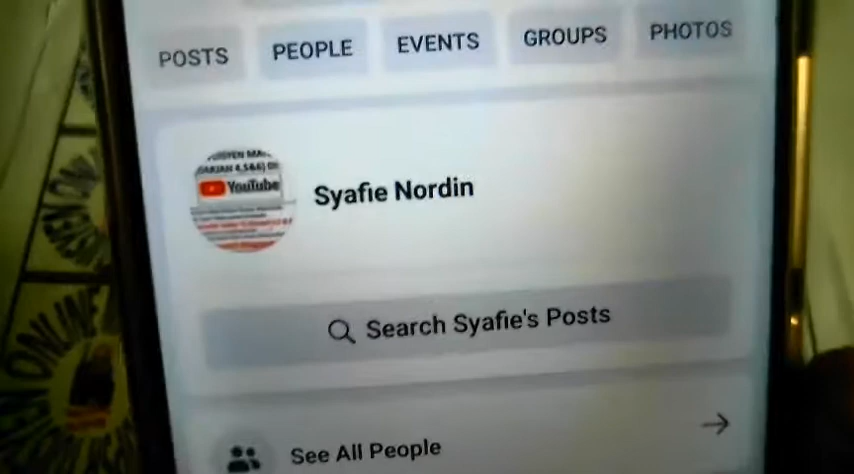 POSTS PEOPLE EVENTS GROUPS PHOTOS
YouTube
Syafie Nordin
Search Syafie's Posts
See All People